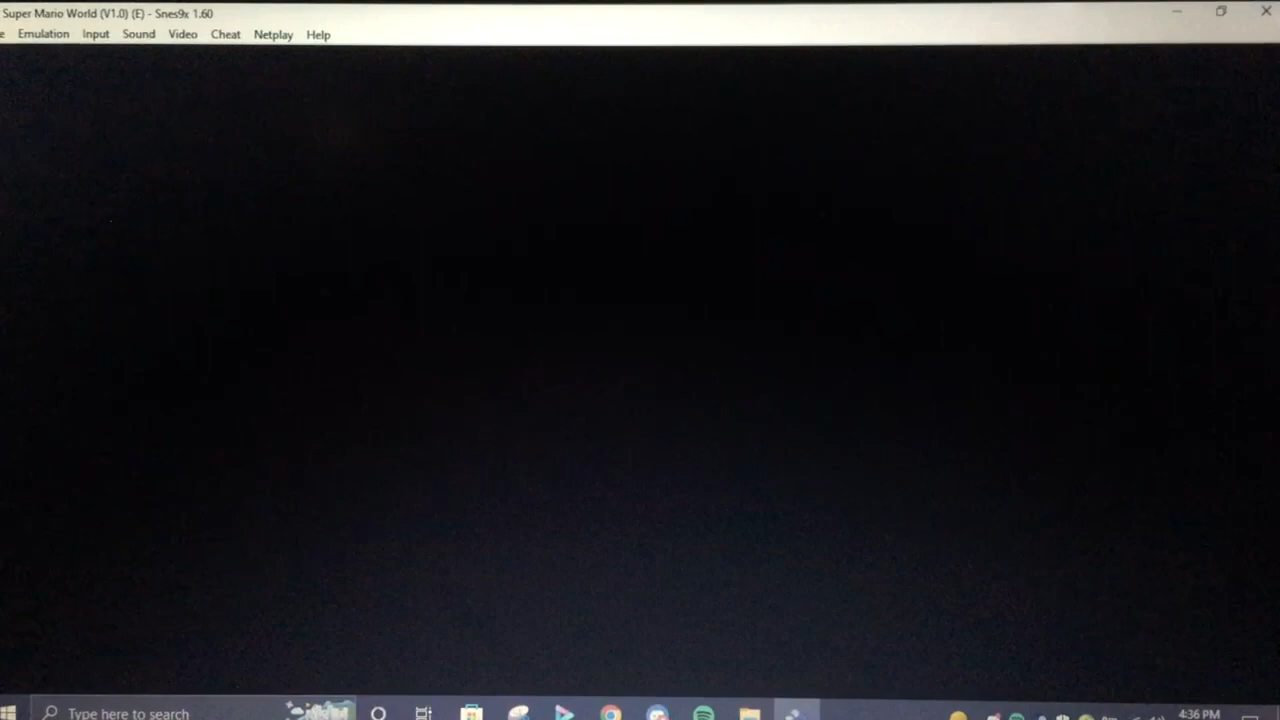 Super Mario World (V1.0) (E) - Snes9x 1.60
e Emulation Input Sound Video Cheat Netplay Help
Type here to search
4:36 PM